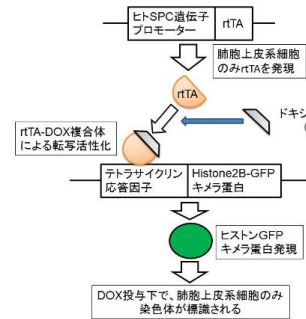 ヒトSPC遺伝子
プロモーター
rtTA
肺胞上皮系細胞
のみrtTAを発現
rtTA
ドキシ
rtTA-DOX複合体
による転写活性化
テトラサイクリン
応答因子
Histone2B-GFP
キメラ蛋白
ヒストンGFP
キメラ蛋白発現
DOX投与下で、肺胞上皮系細胞のみ
染色体が標識される